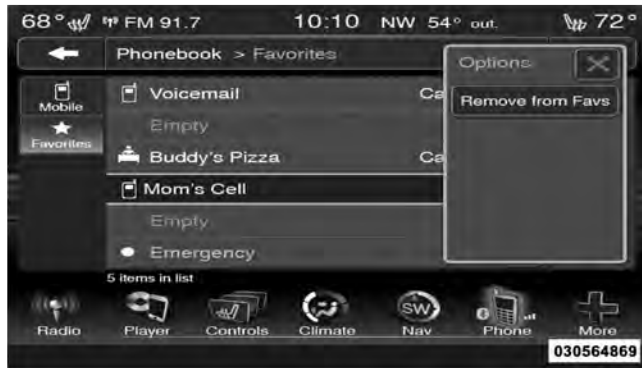 68° FM 91.7 10:10 NW 54° out. 72°
Phonebook > Favorites
Options
Mobile
Voicemail Ca
Remove from Favs
Empty
Favorites
Buddy's Pizza Ca
Mom's Cell
Empty
Emergency
5 items in list
SW
Radio Player Controls Climate Nav Phone More
030564869